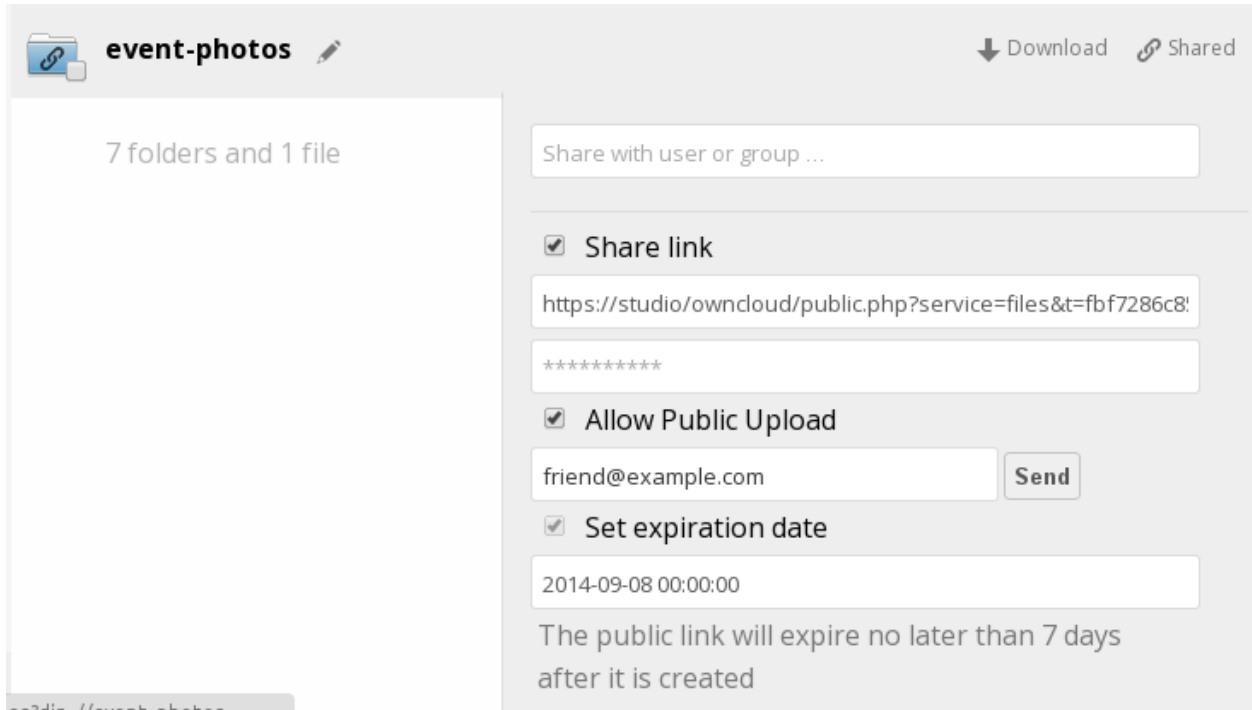 event-photos
Download
Shared
7 folders and 1 file
Share with user or group ...
Share link
https://studio/owncloud/public.php?service=files&t=fbf7286c8
**********
Allow Public Upload
friend@example.com
Send
Set expiration date
2014-09-08 00:00:00
The public link will expire no later than 7 days
after it is created